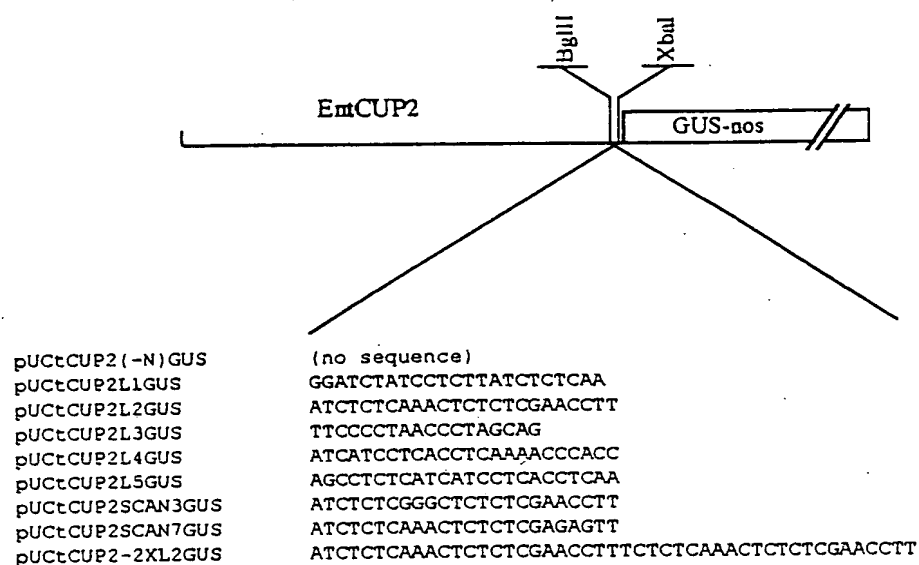 BglII
XbaI
EntCUP2
GUS-nos
pUCtCUP2(-N)GUS (no sequence)
pUCtCUP2L1GUS GGATCTATCCTCTTATCTCTCAA
pUCtCUP2L2GUS ATCTCTCAAACTCTCTCGAACCTT
pUCtCUP2L3GUS TTCCCCTAACCCTAGCAG
pUCtCUP2L4GUS ATCATCCTCACCTCAAAACCCACC
pUCtCUP2L5GUS AGCCTCTCATCATCCTCACCTCAA
pUCtCUP2SCAN3GUS ATCTCTCGGGCTCTCTCGAACCTT
pUCtCUP2SCAN7GUS ATCTCTCAAACTCTCTCGAGAGTT
pUCtCUP2-2XL2GUS ATCTCTCAAACTCTCTCGAACCTTTCTCTCAAACTCTCTCGAACCTT